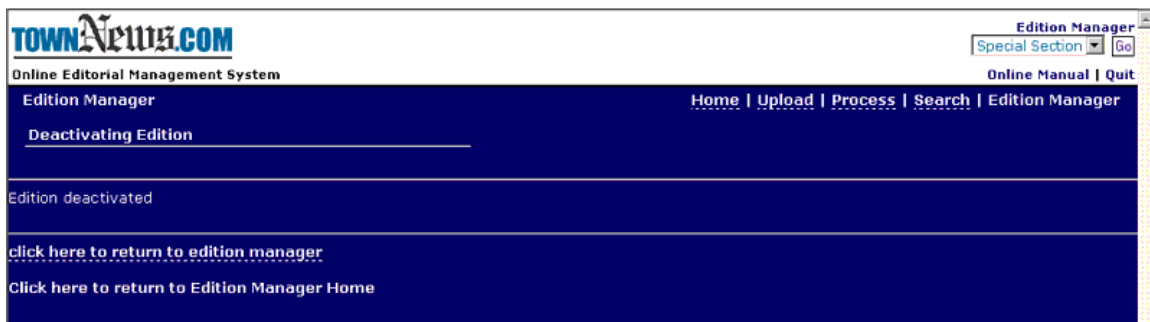 TOWNNews.COM
Edition Manager
Special Section Go
Online Editorial Management System
Online Manual | Quit
Edition Manager
Home | Upload | Process | Search | Edition Manager
Deactivating Edition
Edition deactivated
click here to return to edition manager
Click here to return to Edition Manager Home